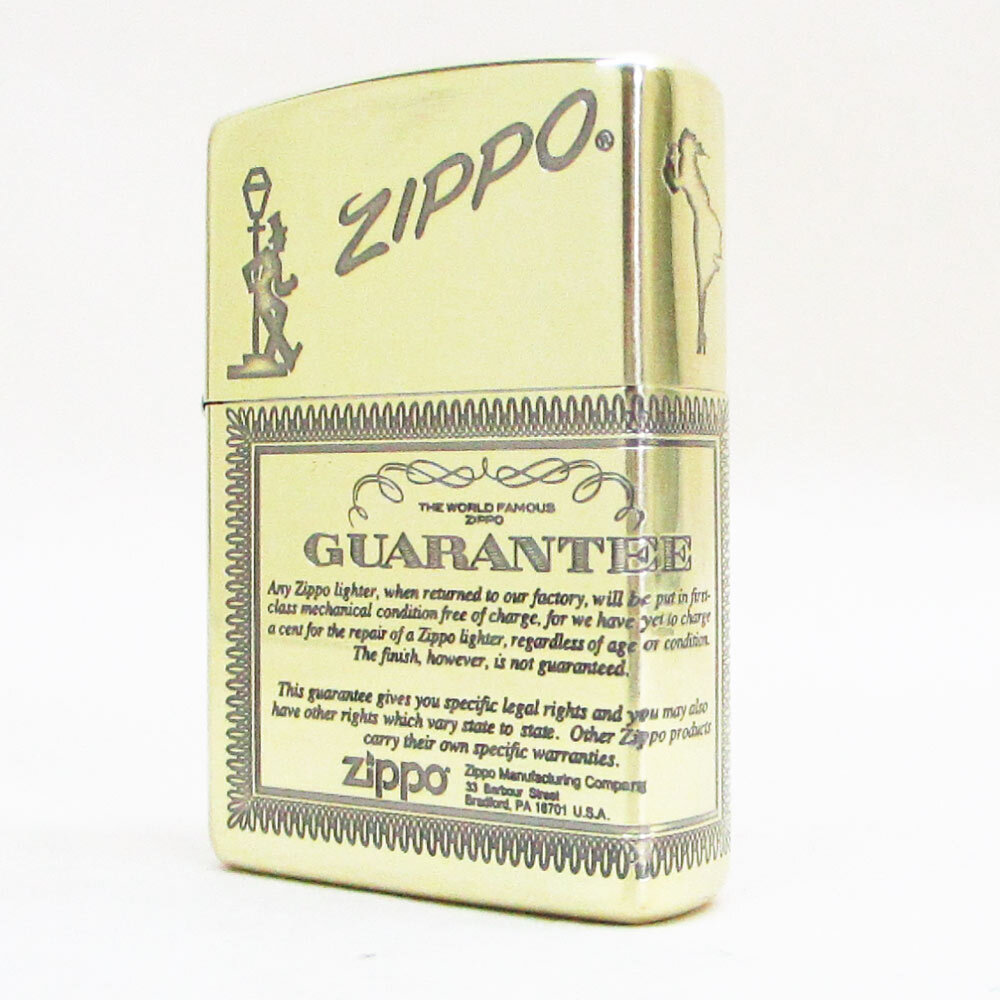 ZIPPO®
THE WORLD FAMOUS
ZIPPO
GUARANTEE
Any Zippo lighter, when returned to our factory, will be put in first-
class mechanical condition free of charge, for we have yet to charge
a cent for the repair of a Zippo lighter, regardless of age or condition.
The finish, however, is not guaranteed.
This guarantee gives you specific legal rights and you may also
have other rights which vary state to state. Other Zippo products
carry their own specific warranties.
zippo
Zippo Manufacturing Company
33 Barbour Street
Bradford, PA 16701 U.S.A.